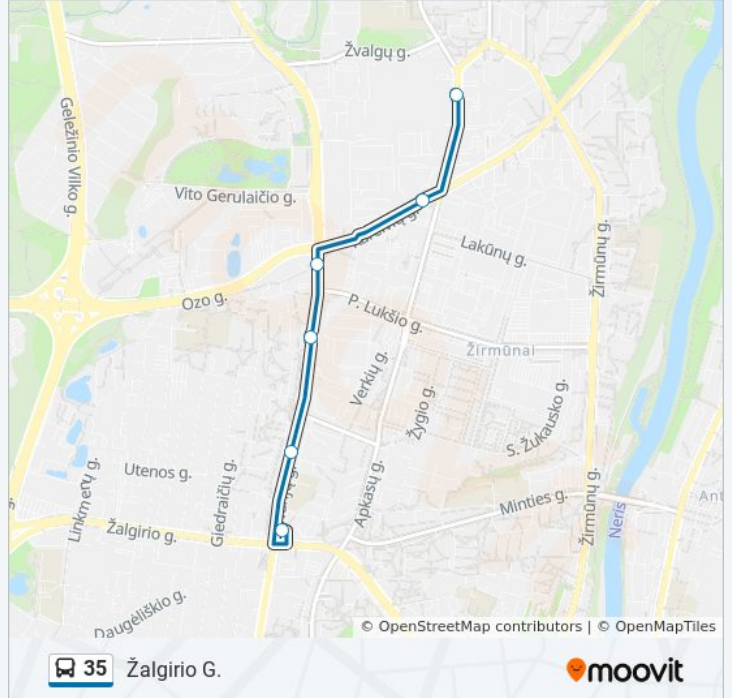 Žvalgų g.
Geležinio Vilko g.
Vito Gerulaičio g.
Lakūnų g.
Žirmūnų g.
Ozo g.
P. Lukšio g.
Žirmūnai
Verkių g.
Žygio g.
S. Žukausko g.
Utenos g.
Linkmenų g.
Giedraičių g.
Apkasų g.
Minties g.
Žirmūnų g.
Neris
Ant
Žalgirio g.
Daugėliškio g.
© OpenStreetMap contributors | © OpenMapTiles
35 Žalgirio G.
moovit